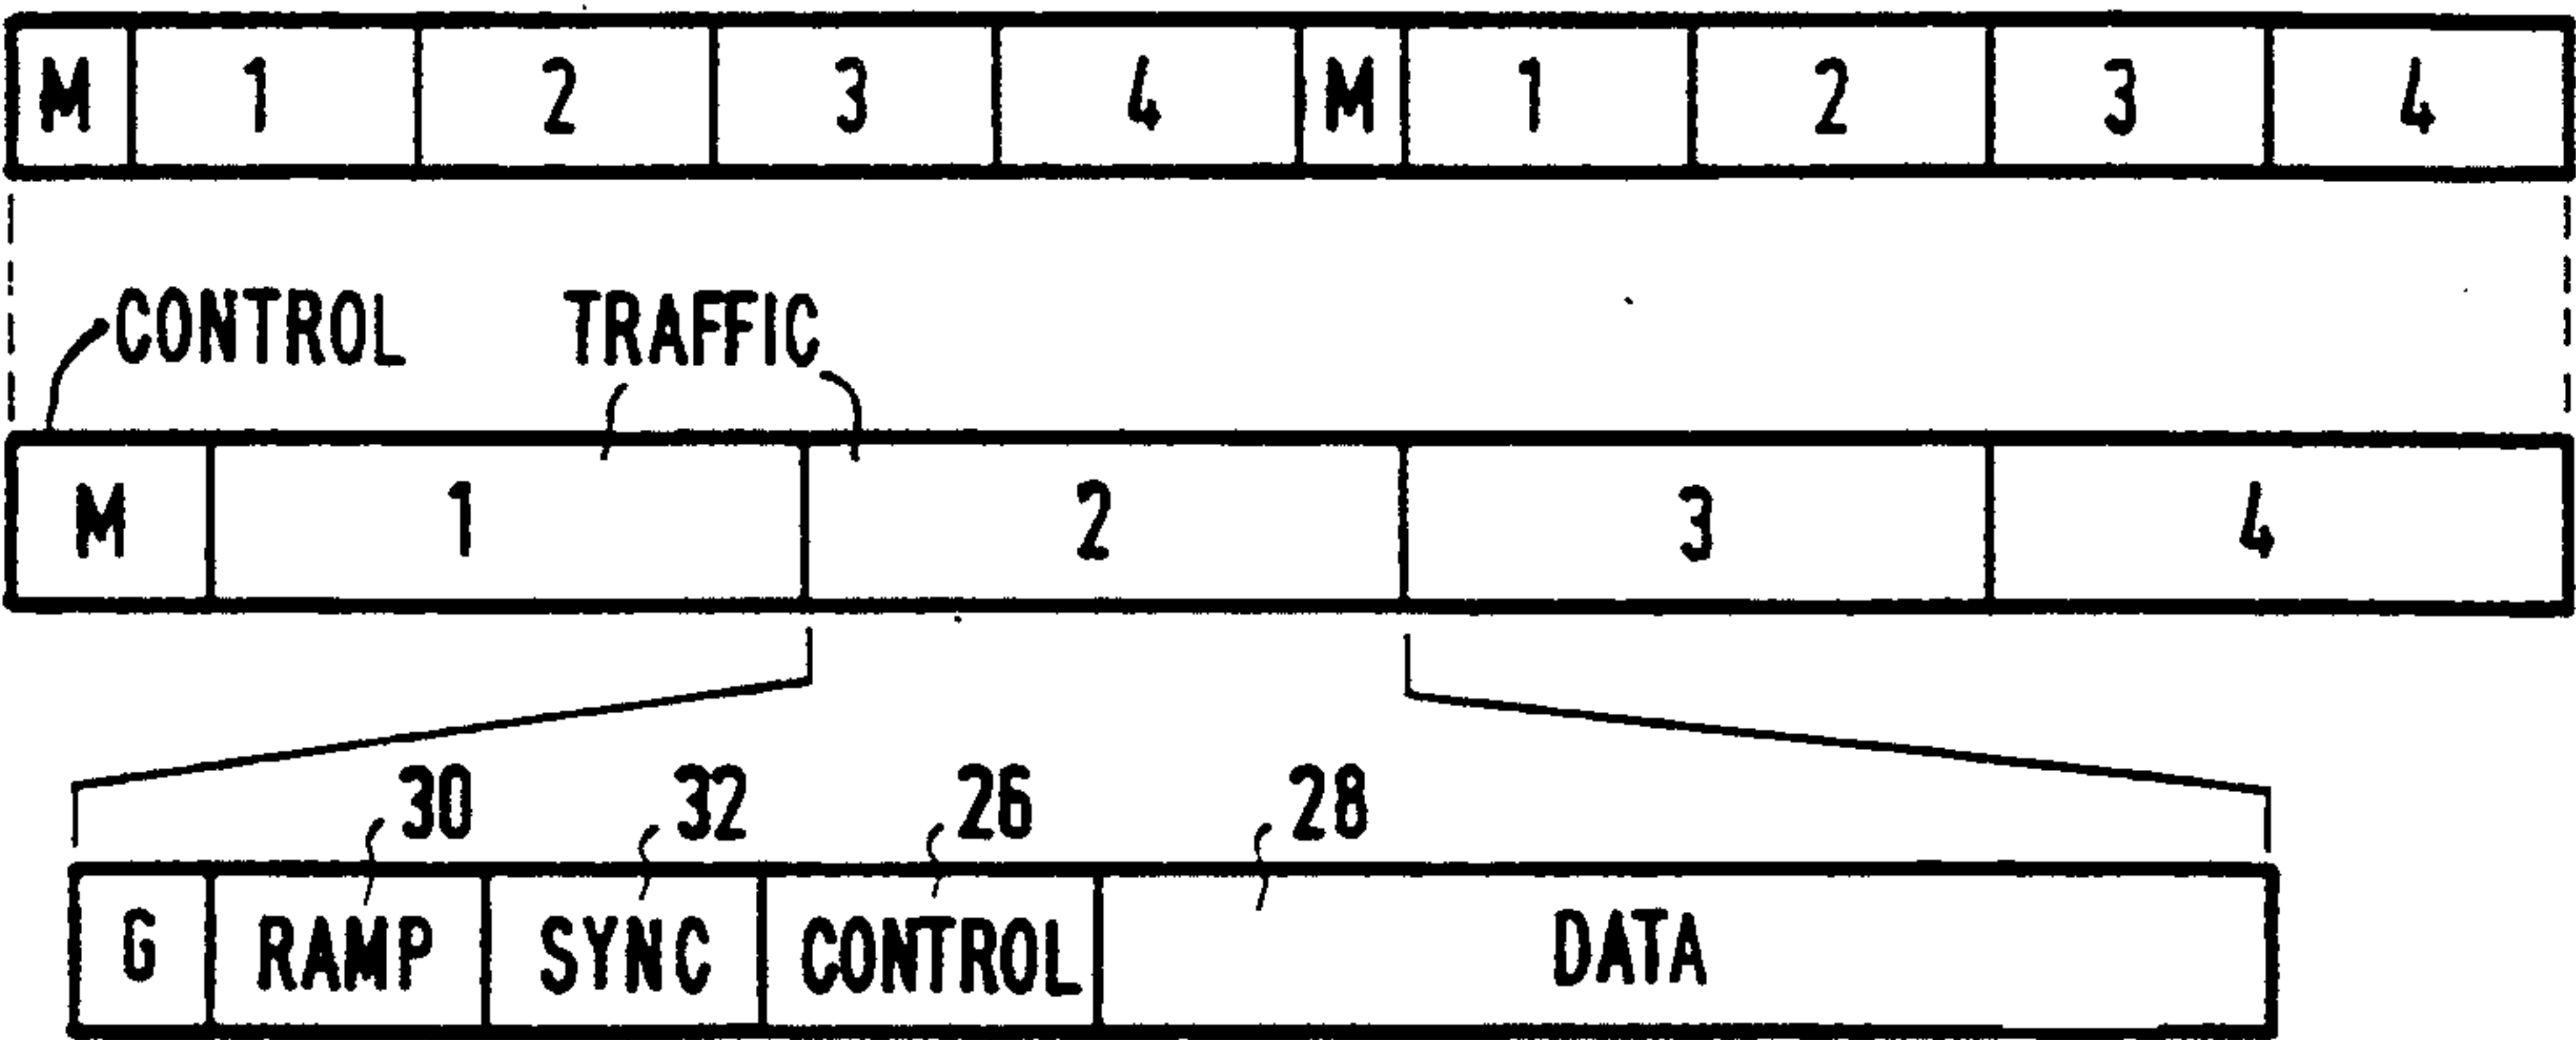 M 1 2 3 4 M 1 2 3 4
CONTROL TRAFFIC
M 1 2 3 4
30 32 26 28
G RAMP SYNC CONTROL DATA